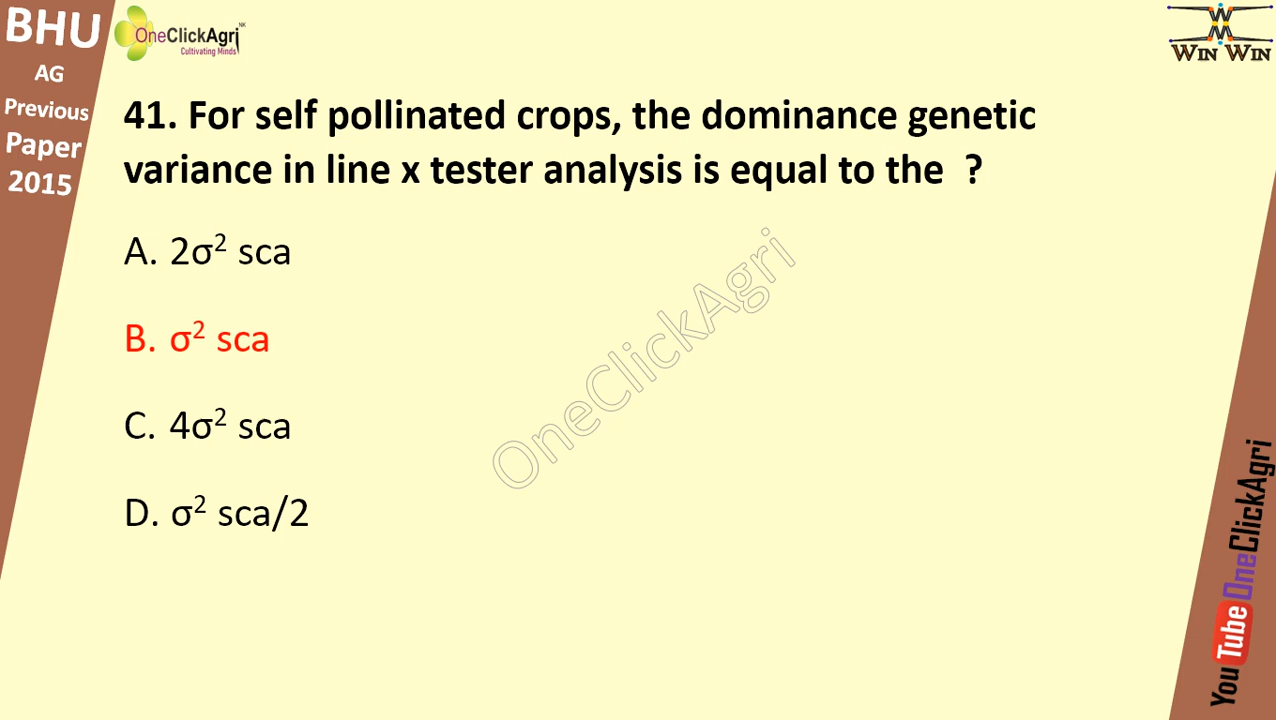 BHU
AG
Previous
Paper
2015
OneClickAgri NK
Cultivating Minds
WIN WIN
41. For self pollinated crops, the dominance genetic
variance in line x tester analysis is equal to the ?
A. 2σ² sca
B. σ² sca
C. 4σ² sca
D. σ² sca/2
OneClickAgri
YouTube OneClickAgri